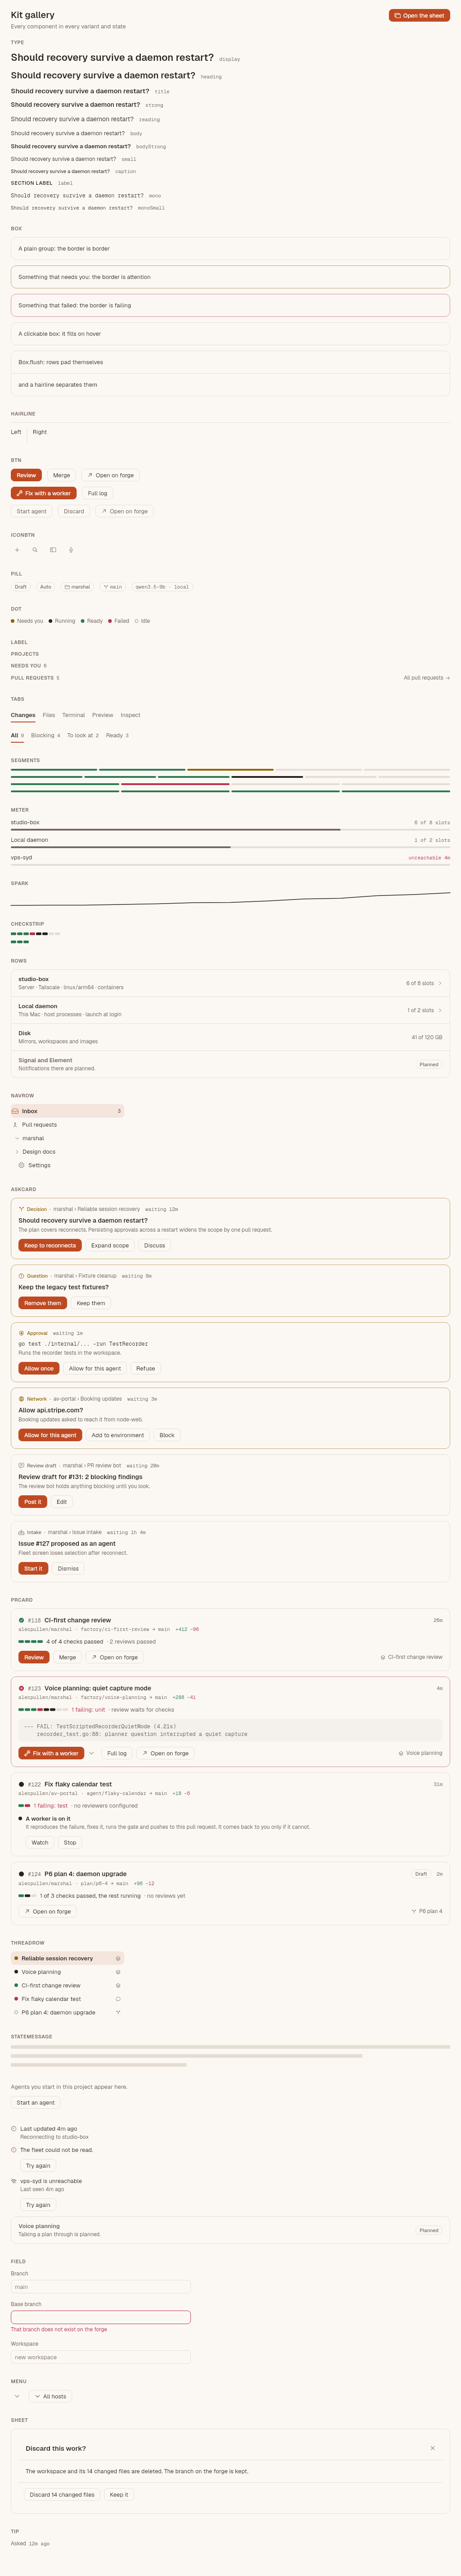 Kit gallery
Open the sheet
Every component in every variant and state
TYPE
Should recovery survive a daemon restart? display
Should recovery survive a daemon restart? heading
Should recovery survive a daemon restart? title
Should recovery survive a daemon restart? strong
Should recovery survive a daemon restart? reading
Should recovery survive a daemon restart? body
Should recovery survive a daemon restart? bodyStrong
Should recovery survive a daemon restart? small
Should recovery survive a daemon restart? caption
SECTION LABEL label
Should recovery survive a daemon restart? mono
Should recovery survive a daemon restart? monoSmall
BOX
A plain group: the border is border
Something that needs you: the border is attention
Something that failed: the border is failing
A clickable box: it fills on hover
Box.flush: rows pad themselves
and a hairline separates them
HAIRLINE
Left Right
BTN
Review Merge Open on forge
Fix with a worker Full log
Start agent Discard Open on forge
ICONBTN
PILL
Draft Auto marshal main qwen3.5-9b · local
DOT
Needs you Running Ready Failed Idle
LABEL
PROJECTS
NEEDS YOU 6
PULL REQUESTS 5 All pull requests →
TABS
Changes Files Terminal Preview Inspect
All 9 Blocking 4 To look at 2 Ready 3
SEGMENTS
METER
studio-box 6 of 8 slots
Local daemon 1 of 2 slots
vps-syd unreachable 4m
SPARK
CHECKSTRIP
ROWS
studio-box
Server · Tailscale · linux/arm64 · containers
6 of 8 slots
Local daemon
This Mac · host processes · launch at login
1 of 2 slots
Disk
Mirrors, workspaces and images
41 of 120 GB
Signal and Element
Notifications there are planned.
Planned
NAVROW
Inbox 3
Pull requests
marshal
Design docs
Settings
ASKCARD
Decision · marshal › Reliable session recovery waiting 12m
Should recovery survive a daemon restart?
The plan covers reconnects. Persisting approvals across a restart widens the scope by one pull request.
Keep to reconnects Expand scope Discuss
Question · marshal › Fixture cleanup waiting 8m
Keep the legacy test fixtures?
Remove them Keep them
Approval waiting 1m
go test ./internal/... -run TestRecorder
Runs the recorder tests in the workspace.
Allow once Allow for this agent Refuse
Network · av-portal › Booking updates waiting 3m
Allow api.stripe.com?
Booking updates asked to reach it from node-web.
Allow for this agent Add to environment Block
Review draft · marshal › PR review bot waiting 20m
Review draft for #131: 2 blocking findings
The review bot holds anything blocking until you look.
Post it Edit
Intake · marshal › Issue intake waiting 1h 4m
Issue #127 proposed as an agent
Fleet screen loses selection after reconnect.
Start it Dismiss
PRCARD
#118 CI-first change review 26m
alecpullen/marshal · factory/ci-first-review → main +412 -96
4 of 4 checks passed · 2 reviews passed
Review Merge Open on forge CI-first change review
#123 Voice planning: quiet capture mode 4m
alecpullen/marshal · factory/voice-planning → main +288 -41
1 failing: unit · review waits for checks
--- FAIL: TestScriptedRecorderQuietMode (4.21s)
recorder_test.go:88: planner question interrupted a quiet capture
Fix with a worker Full log Open on forge Voice planning
#122 Fix flaky calendar test 31m
alecpullen/av-portal · agent/flaky-calendar → main +18 -6
1 failing: test · no reviewers configured
A worker is on it
It reproduces the failure, fixes it, runs the gate and pushes to this pull request. It comes back to you only if it cannot.
Watch Stop
#124 P6 plan 4: daemon upgrade Draft 2m
alecpullen/marshal · plan/p6-4 → main +96 -12
1 of 3 checks passed, the rest running · no reviews yet
Open on forge P6 plan 4
THREADROW
Reliable session recovery
Voice planning
CI-first change review
Fix flaky calendar test
P6 plan 4: daemon upgrade
STATEMESSAGE
Agents you start in this project appear here.
Start an agent
Last updated 4m ago
Reconnecting to studio-box
The fleet could not be read.
Try again
vps-syd is unreachable
Last seen 4m ago
Try again
Voice planning
Talking a plan through is planned.
Planned
FIELD
Branch
main
Base branch
That branch does not exist on the forge
Workspace
new workspace
MENU
All hosts
SHEET
Discard this work?
The workspace and its 14 changed files are deleted. The branch on the forge is kept.
Discard 14 changed files Keep it
TIP
Asked 12m ago